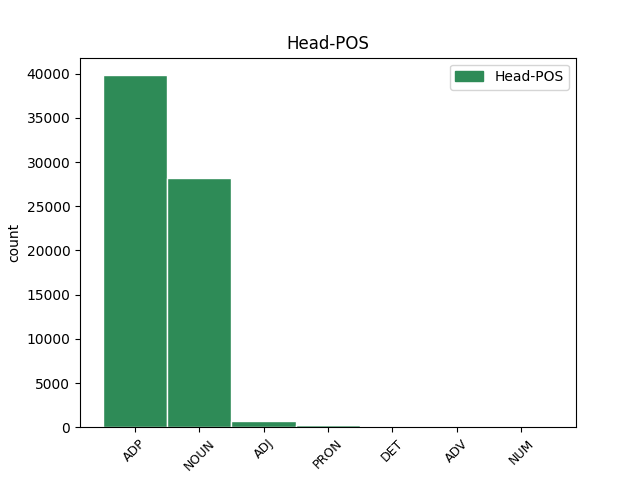 Head-POS
Head-POS
40000
35000
30000
25000
20000
15000
10000
5000
0
count
ADP
NOUN
ADJ
PRON
DET
ADV
NUM